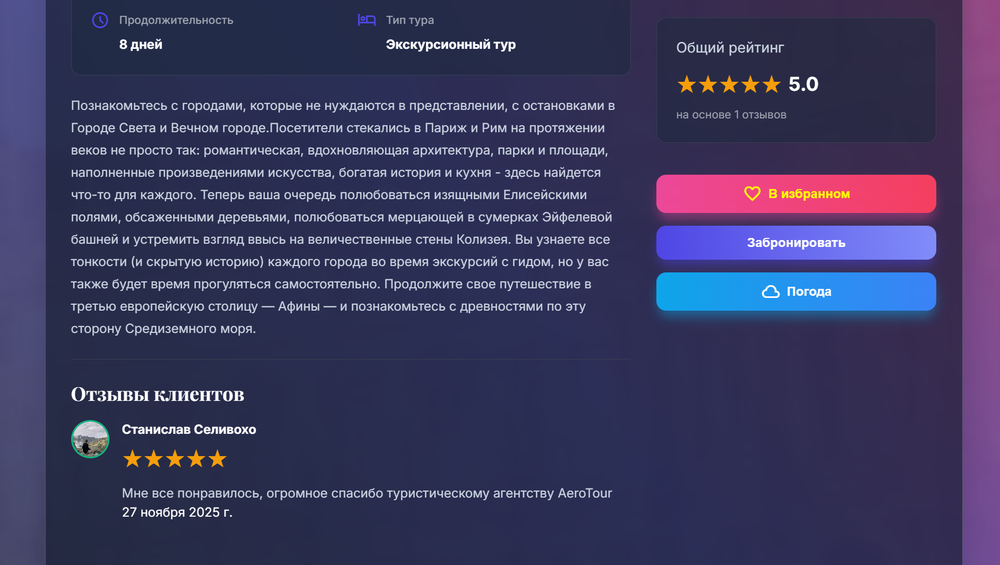 Продолжительность
8 дней
Тип тура
Экскурсионный тур
Познакомьтесь с городами, которые не нуждаются в представлении, с остановками в
Городе Света и Вечном городе.Посетители стекались в Париж и Рим на протяжении
веков не просто так: романтическая, вдохновляющая архитектура, парки и площади,
наполненные произведениями искусства, богатая история и кухня - здесь найдется
что-то для каждого. Теперь ваша очередь полюбоваться изящными Елисейскими
полями, обсаженными деревьями, полюбоваться мерцающей в сумерках Эйфелевой
башней и устремить взгляд ввысь на величественные стены Колизея. Вы узнаете все
тонкости (и скрытую историю) каждого города во время экскурсий с гидом, но у вас
также будет время прогуляться самостоятельно. Продолжите свое путешествие в
третью европейскую столицу — Афины — и познакомьтесь с древностями по эту
сторону Средиземного моря.
Отзывы клиентов
Станислав Селивохо
Мне все понравилось, огромное спасибо туристическому агентству AeroTour
27 ноября 2025 г.
Общий рейтинг
5.0
на основе 1 отзывов
В избранном
Забронировать
Погода